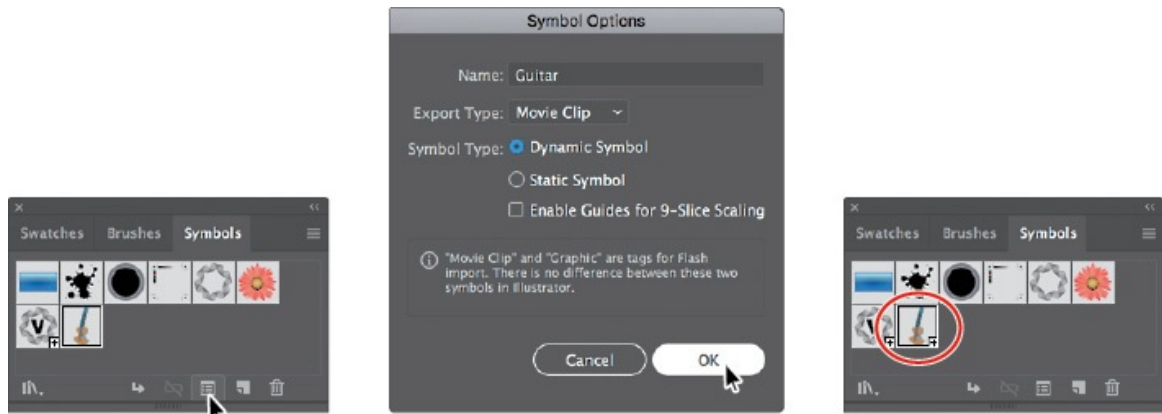 Symbol Options
Name: Guitar
Export Type: Movie Clip
Symbol Type: Dynamic Symbol
Static Symbol
Enable Guides for 9-Slice Scaling
"Movie Clip" and "Graphic" are tags for Flash
import. There is no difference between these two
symbols in Illustrator.
Cancel OK
Swatches Brushes Symbols
V
Swatches Brushes Symbols
V